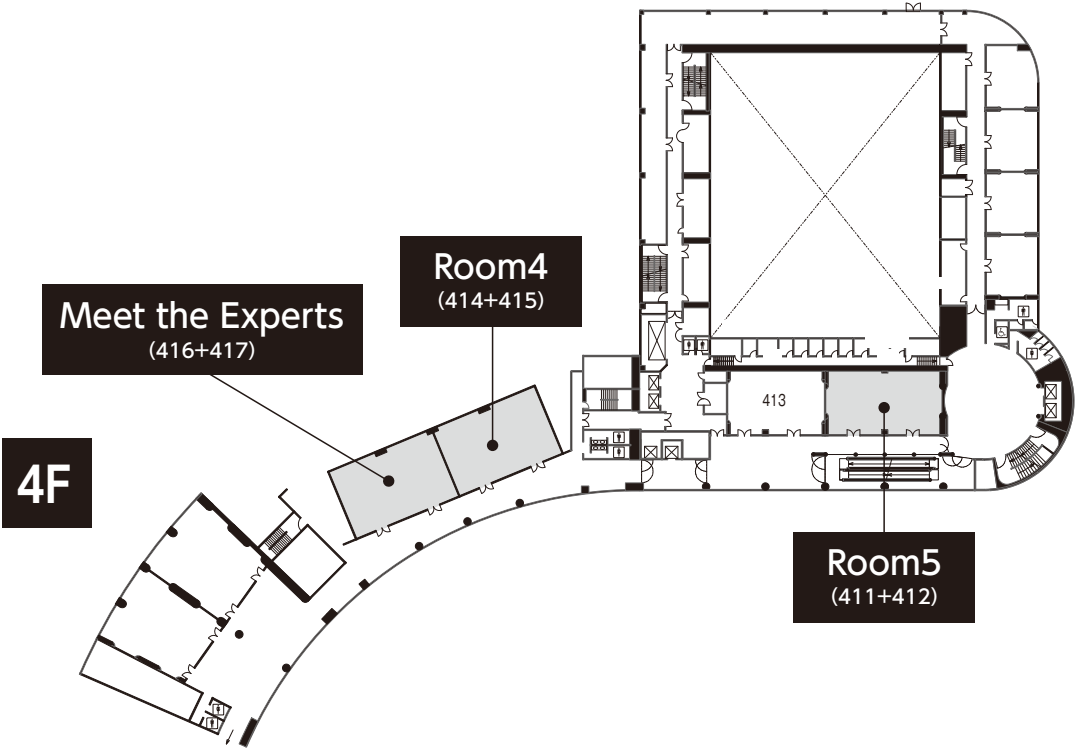 Room4
(414+415)
Meet the Experts
(416+417)
413
4F
Room5
(411+412)